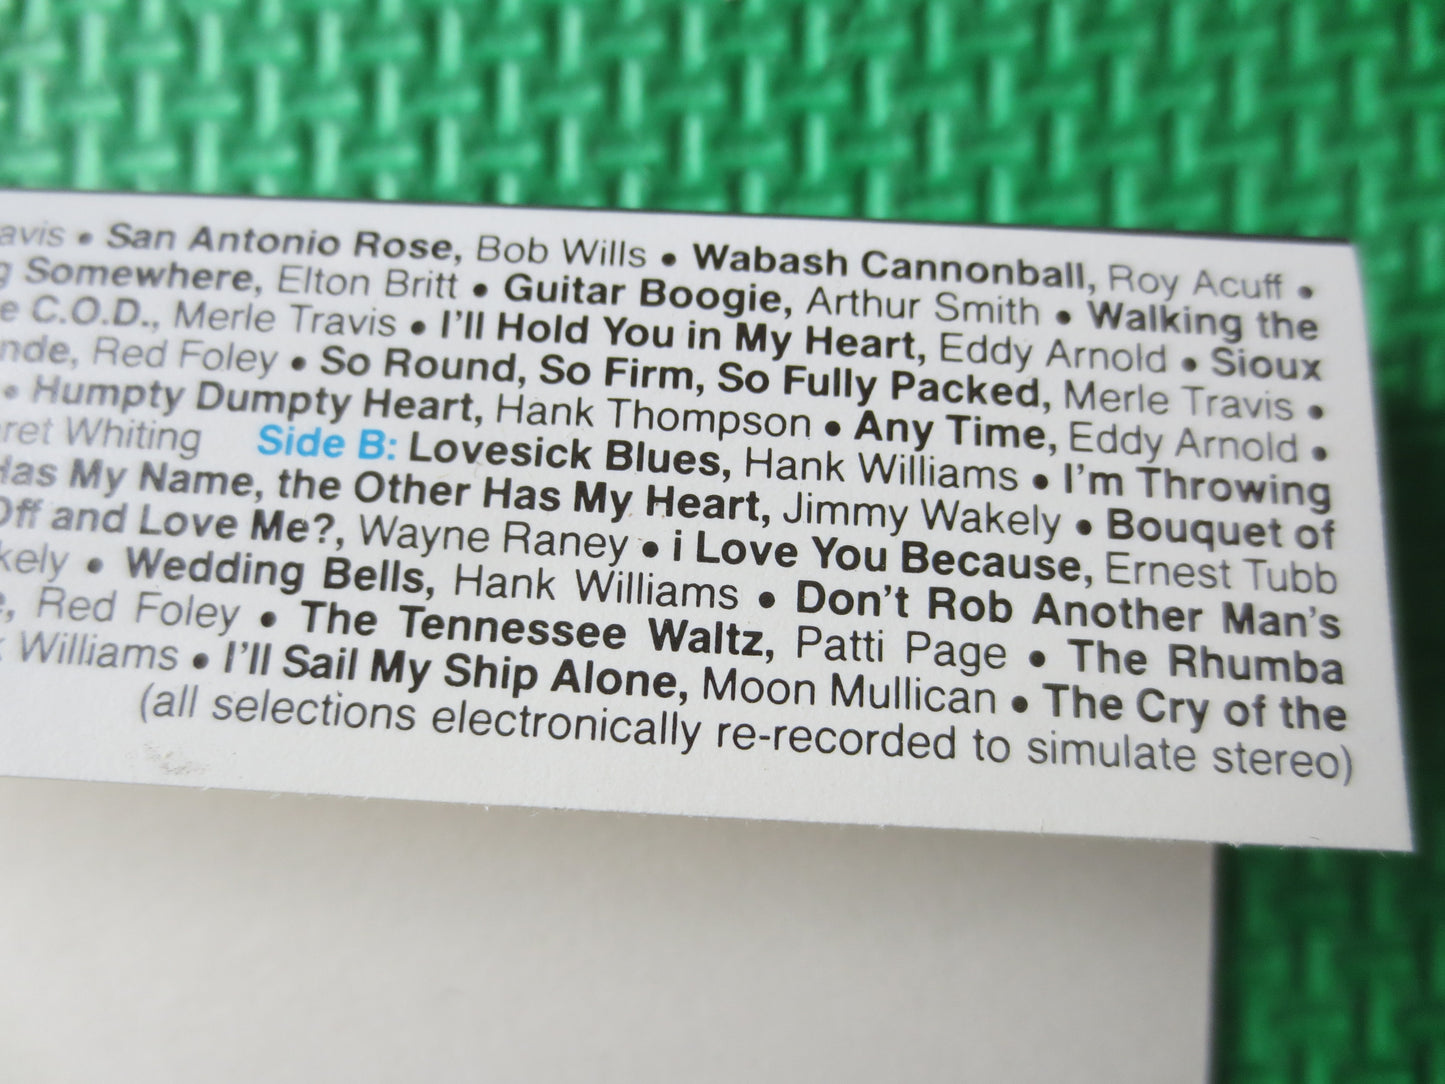 avis • San Antonio Rose, Bob Wills • Wabash Cannonball, Roy Acuff •
g Somewhere, Elton Britt • Guitar Boogie, Arthur Smith • Walking the
e C.O.D., Merle Travis • I'll Hold You in My Heart, Eddy Arnold • Sioux
nde, Red Foley • So Round, So Firm, So Fully Packed, Merle Travis •
• Humpty Dumpty Heart, Hank Thompson • Any Time, Eddy Arnold •
ret Whiting Side B: Lovesick Blues, Hank Williams • I'm Throwing
Has My Name, the Other Has My Heart, Jimmy Wakely • Bouquet of
Off and Love Me?, Wayne Raney • i Love You Because, Ernest Tubb
kely • Wedding Bells, Hank Williams • Don't Rob Another Man's
, Red Foley • The Tennessee Waltz, Patti Page • The Rhumba
k Williams • I'll Sail My Ship Alone, Moon Mullican • The Cry of the
(all selections electronically re-recorded to simulate stereo)